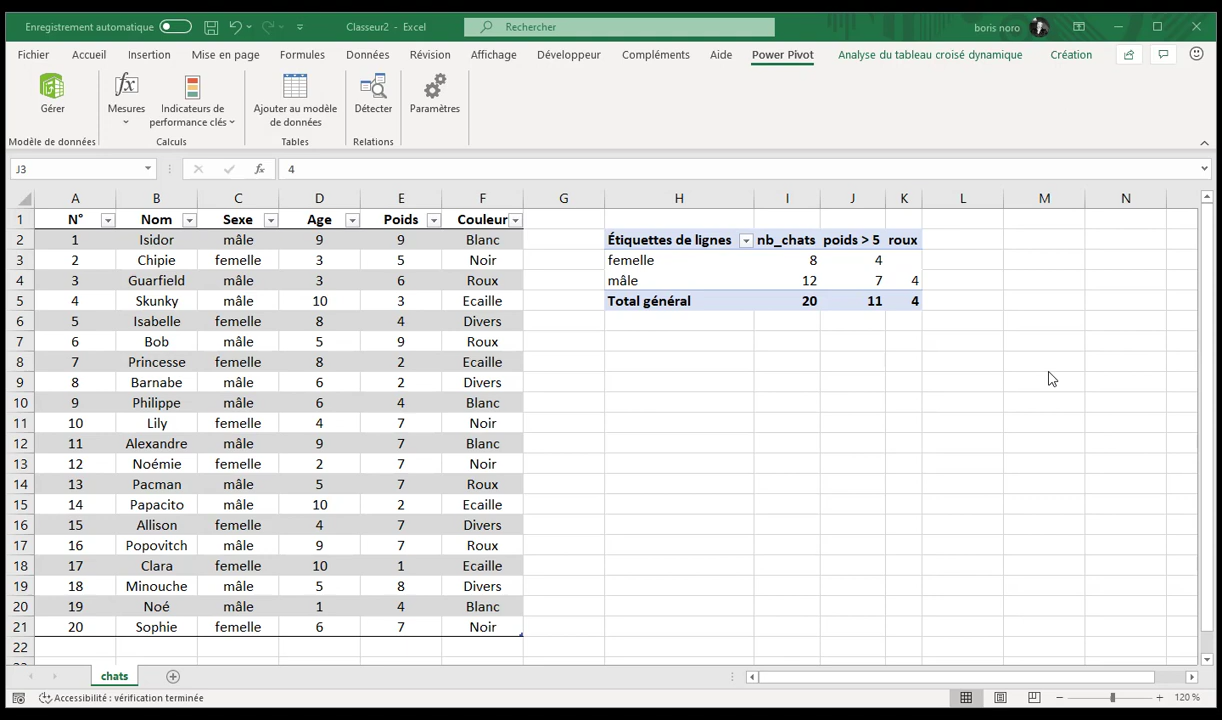 Enregistrement automatique
Classeur2 - Excel
Rechercher
boris noro
Fichier Accueil Insertion Mise en page Formules Données Révision Affichage Développeur Compléments Aide Power Pivot Analyse du tableau croisé dynamique Création
Gérer
Mesures
Indicateurs de
performance clés
Ajouter au modèle
de données
Détecter
Paramètres
Modèle de données Calculs Tables Relations
J3 fx 4
A B C D E F G H I J K L M N
1 N° Nom Sexe Age Poids Couleur
2 1 Isidor mâle 9 9 Blanc Étiquettes de lignes nb_chats poids > 5 roux
3 2 Chipie femelle 3 5 Noir femelle 8 4
4 3 Guarfield mâle 3 6 Roux mâle 12 7 4
5 4 Skunky mâle 10 3 Ecaille Total général 20 11 4
6 5 Isabelle femelle 8 4 Divers
7 6 Bob mâle 5 9 Roux
8 7 Princesse femelle 8 2 Ecaille
9 8 Barnabe mâle 6 2 Divers
10 9 Philippe mâle 6 4 Blanc
11 10 Lily femelle 4 7 Noir
12 11 Alexandre mâle 9 7 Blanc
13 12 Noémie femelle 2 7 Noir
14 13 Pacman mâle 5 7 Roux
15 14 Papacito mâle 10 2 Ecaille
16 15 Allison femelle 4 7 Divers
17 16 Popovitch mâle 9 7 Roux
18 17 Clara femelle 10 1 Ecaille
19 18 Minouche mâle 5 8 Divers
20 19 Noé mâle 1 4 Blanc
21 20 Sophie femelle 6 7 Noir
22
chats
Accessibilité : vérification terminée
120 %